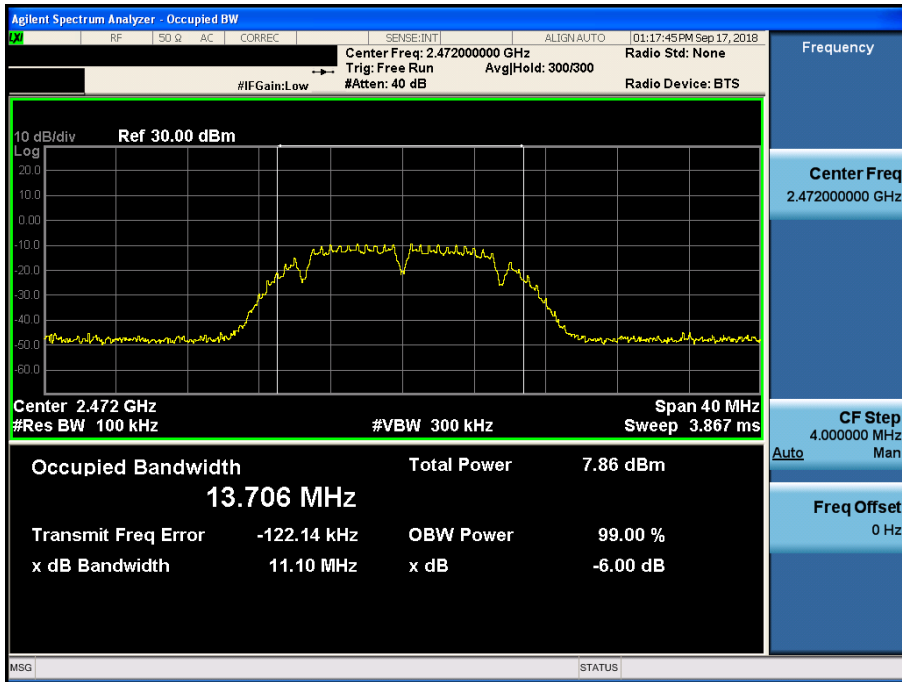 Agilent Spectrum Analyzer - Occupied BW
LXI RF 50 Ω AC CORREC SENSE:INT ALIGN AUTO 01:17:45 PM Sep 17, 2018
Center Freq: 2.472000000 GHz Radio Std: None
Trig: Free Run Avg|Hold: 300/300
#IFGain:Low #Atten: 40 dB Radio Device: BTS
10 dB/div Ref 30.00 dBm
Log
20.0
10.0
0.00
-10.0
-20.0
-30.0
-40.0
-50.0
-60.0
Center 2.472 GHz Span 40 MHz
#Res BW 100 kHz #VBW 300 kHz Sweep 3.867 ms
Occupied Bandwidth Total Power 7.86 dBm
13.706 MHz
Transmit Freq Error -122.14 kHz OBW Power 99.00 %
x dB Bandwidth 11.10 MHz x dB -6.00 dB
MSG STATUS
Frequency
Center Freq
2.472000000 GHz
CF Step
4.000000 MHz
Auto Man
Freq Offset
0 Hz